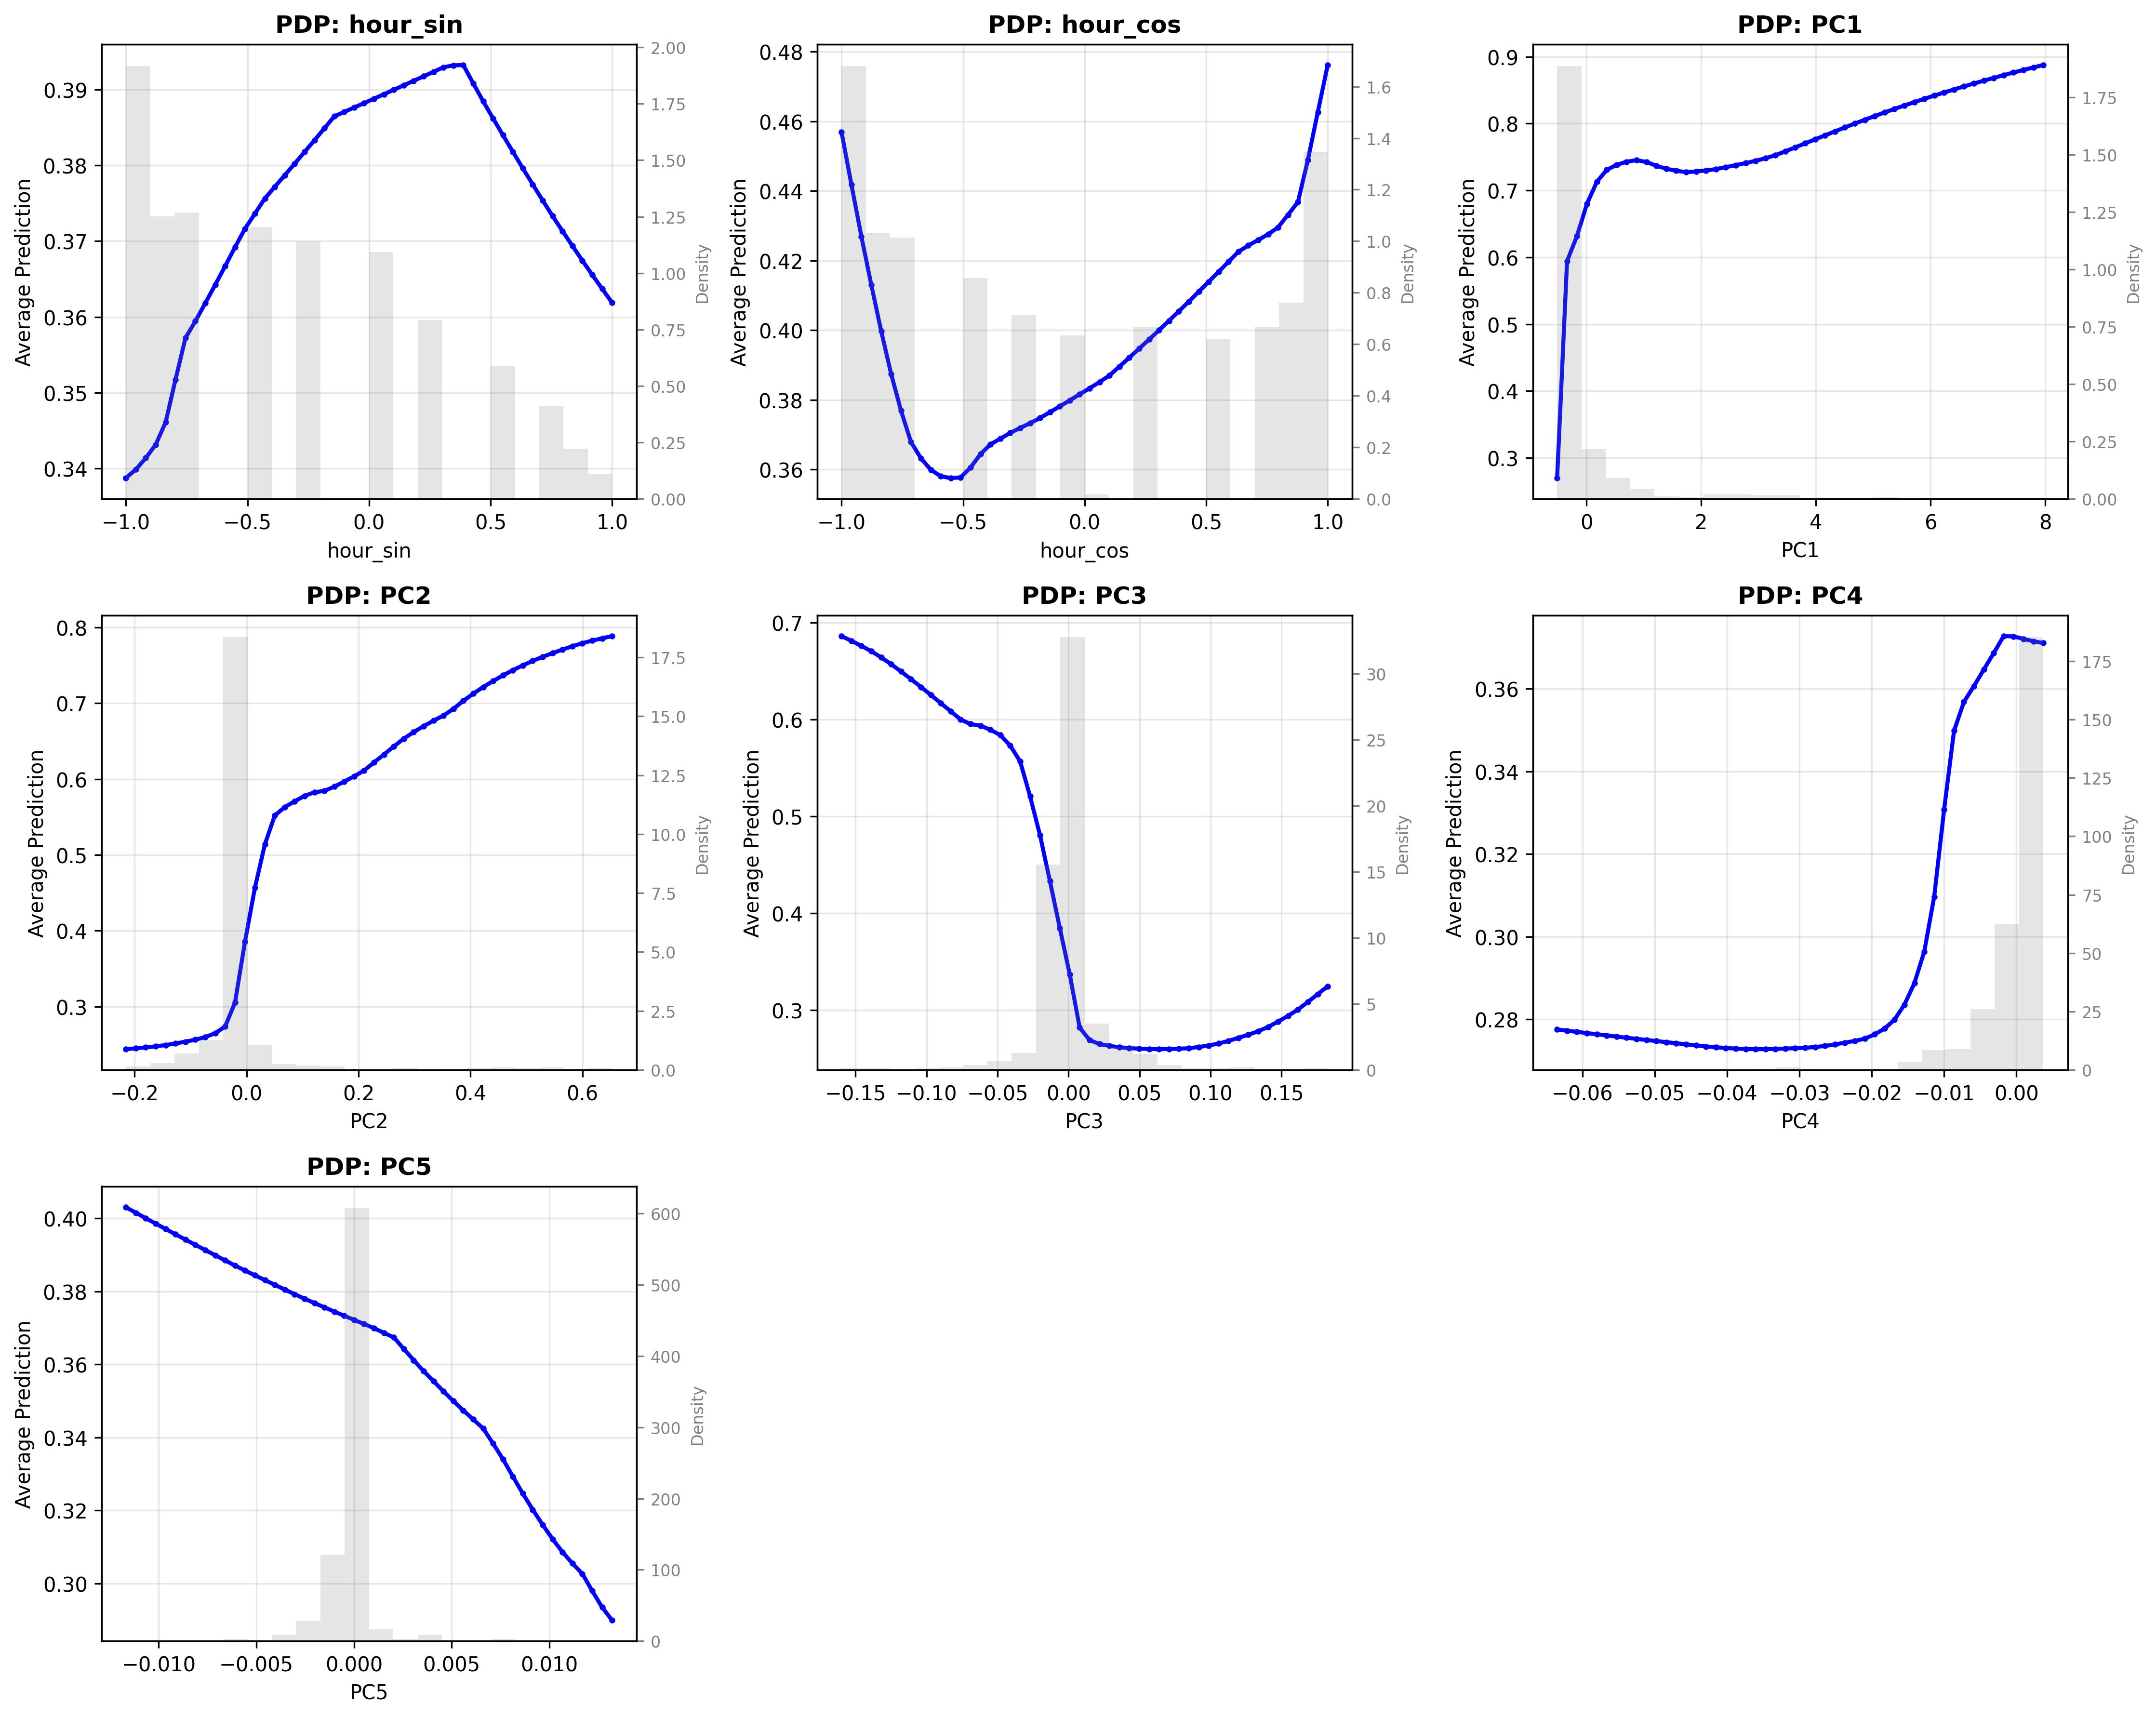 PDP: hour_sin
Average Prediction
0.39
0.38
0.37
0.36
0.35
0.34
2.00
1.75
1.50
1.25
1.00
0.75
0.50
0.25
0.00
Density
−1.0 −0.5 0.0 0.5 1.0
hour_sin
PDP: hour_cos
Average Prediction
0.48
0.46
0.44
0.42
0.40
0.38
0.36
1.6
1.4
1.2
1.0
0.8
0.6
0.4
0.2
0.0
Density
−1.0 −0.5 0.0 0.5 1.0
hour_cos
PDP: PC1
Average Prediction
0.9
0.8
0.7
0.6
0.5
0.4
0.3
1.75
1.50
1.25
1.00
0.75
0.50
0.25
0.00
Density
0 2 4 6 8
PC1
PDP: PC2
Average Prediction
0.8
0.7
0.6
0.5
0.4
0.3
17.5
15.0
12.5
10.0
7.5
5.0
2.5
0.0
Density
−0.2 0.0 0.2 0.4 0.6
PC2
PDP: PC3
Average Prediction
0.7
0.6
0.5
0.4
0.3
30
25
20
15
10
5
0
Density
−0.15 −0.10 −0.05 0.00 0.05 0.10 0.15
PC3
PDP: PC4
Average Prediction
0.36
0.34
0.32
0.30
0.28
175
150
125
100
75
50
25
0
Density
−0.06 −0.05 −0.04 −0.03 −0.02 −0.01 0.00
PC4
PDP: PC5
Average Prediction
0.40
0.38
0.36
0.34
0.32
0.30
600
500
400
300
200
100
0
Density
−0.010 −0.005 0.000 0.005 0.010
PC5